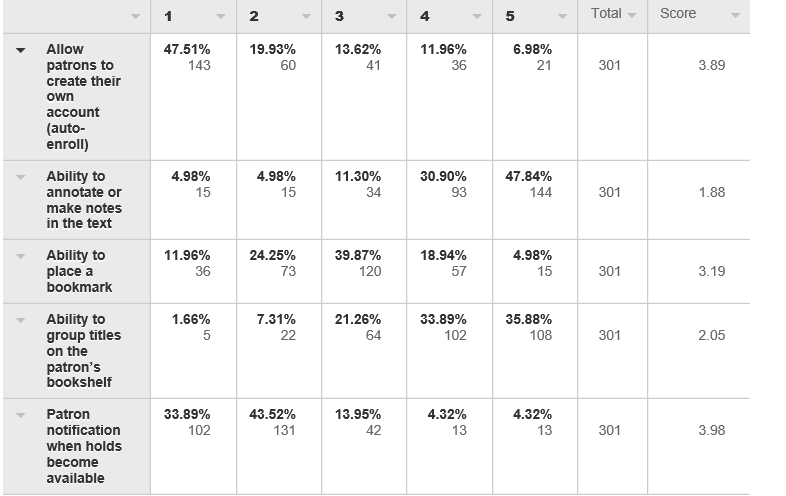 1 2 3 4 5 Total Score
Allow 47.51% 19.93% 13.62% 11.96% 6.98%
patrons to 143 60 41 36 21 301 3.89
create their
own
account
(auto-
enroll)
Ability to 4.98% 4.98% 11.30% 30.90% 47.84%
annotate or 15 15 34 93 144 301 1.88
make notes
in the text
Ability to 11.96% 24.25% 39.87% 18.94% 4.98%
place a 36 73 120 57 15 301 3.19
bookmark
Ability to 1.66% 7.31% 21.26% 33.89% 35.88%
group titles 5 22 64 102 108 301 2.05
on the
patron's
bookshelf
Patron 33.89% 43.52% 13.95% 4.32% 4.32%
notification 102 131 42 13 13 301 3.98
when holds
become
available